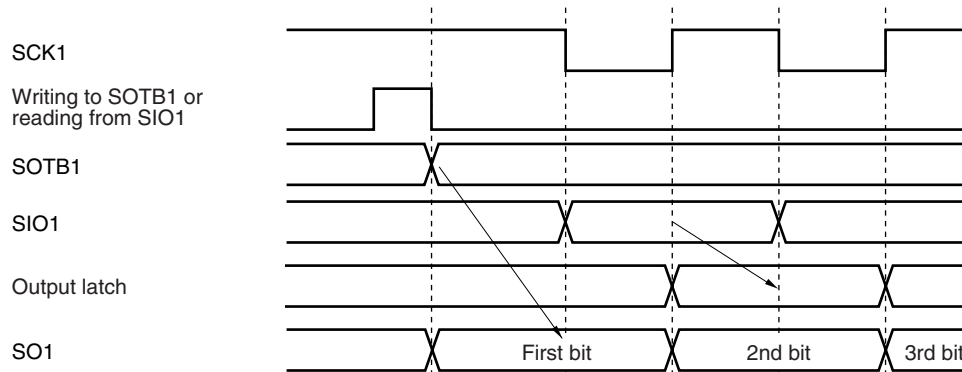 SCK1
Writing to SOTB1 or
reading from SIO1
SOTB1
SIO1
Output latch
SO1
First bit
2nd bit
3rd bit